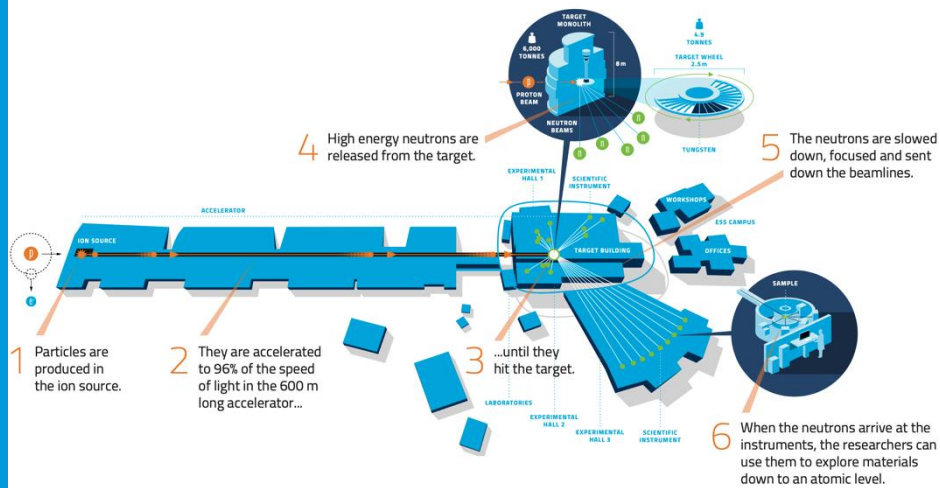 TARGET
MONOLITH
6,000
TONNES
8 m
p
PROTON
BEAM
NEUTRON
BEAMS
n
n
n
n
n
4.9
TONNES
TARGET WHEEL
2.5 m
TUNGSTEN
4 High energy neutrons are
released from the target.
5 The neutrons are slowed
down, focused and sent
down the beamlines.
EXPERIMENTAL
HALL 1
SCIENTIFIC
INSTRUMENT
ACCELERATOR
WORKSHOPS
ESS CAMPUS
OFFICES
ION SOURCE
TARGET BUILDING
p
e
SAMPLE
1 Particles are
produced in
the ion source.
2 They are accelerated
to 96% of the speed
of light in the 600 m
long accelerator...
3 ...until they
hit the target.
LABORATORIES
EXPERIMENTAL
HALL 2
EXPERIMENTAL
HALL 3
SCIENTIFIC
INSTRUMENT
6 When the neutrons arrive at the
instruments, the researchers can
use them to explore materials
down to an atomic level.